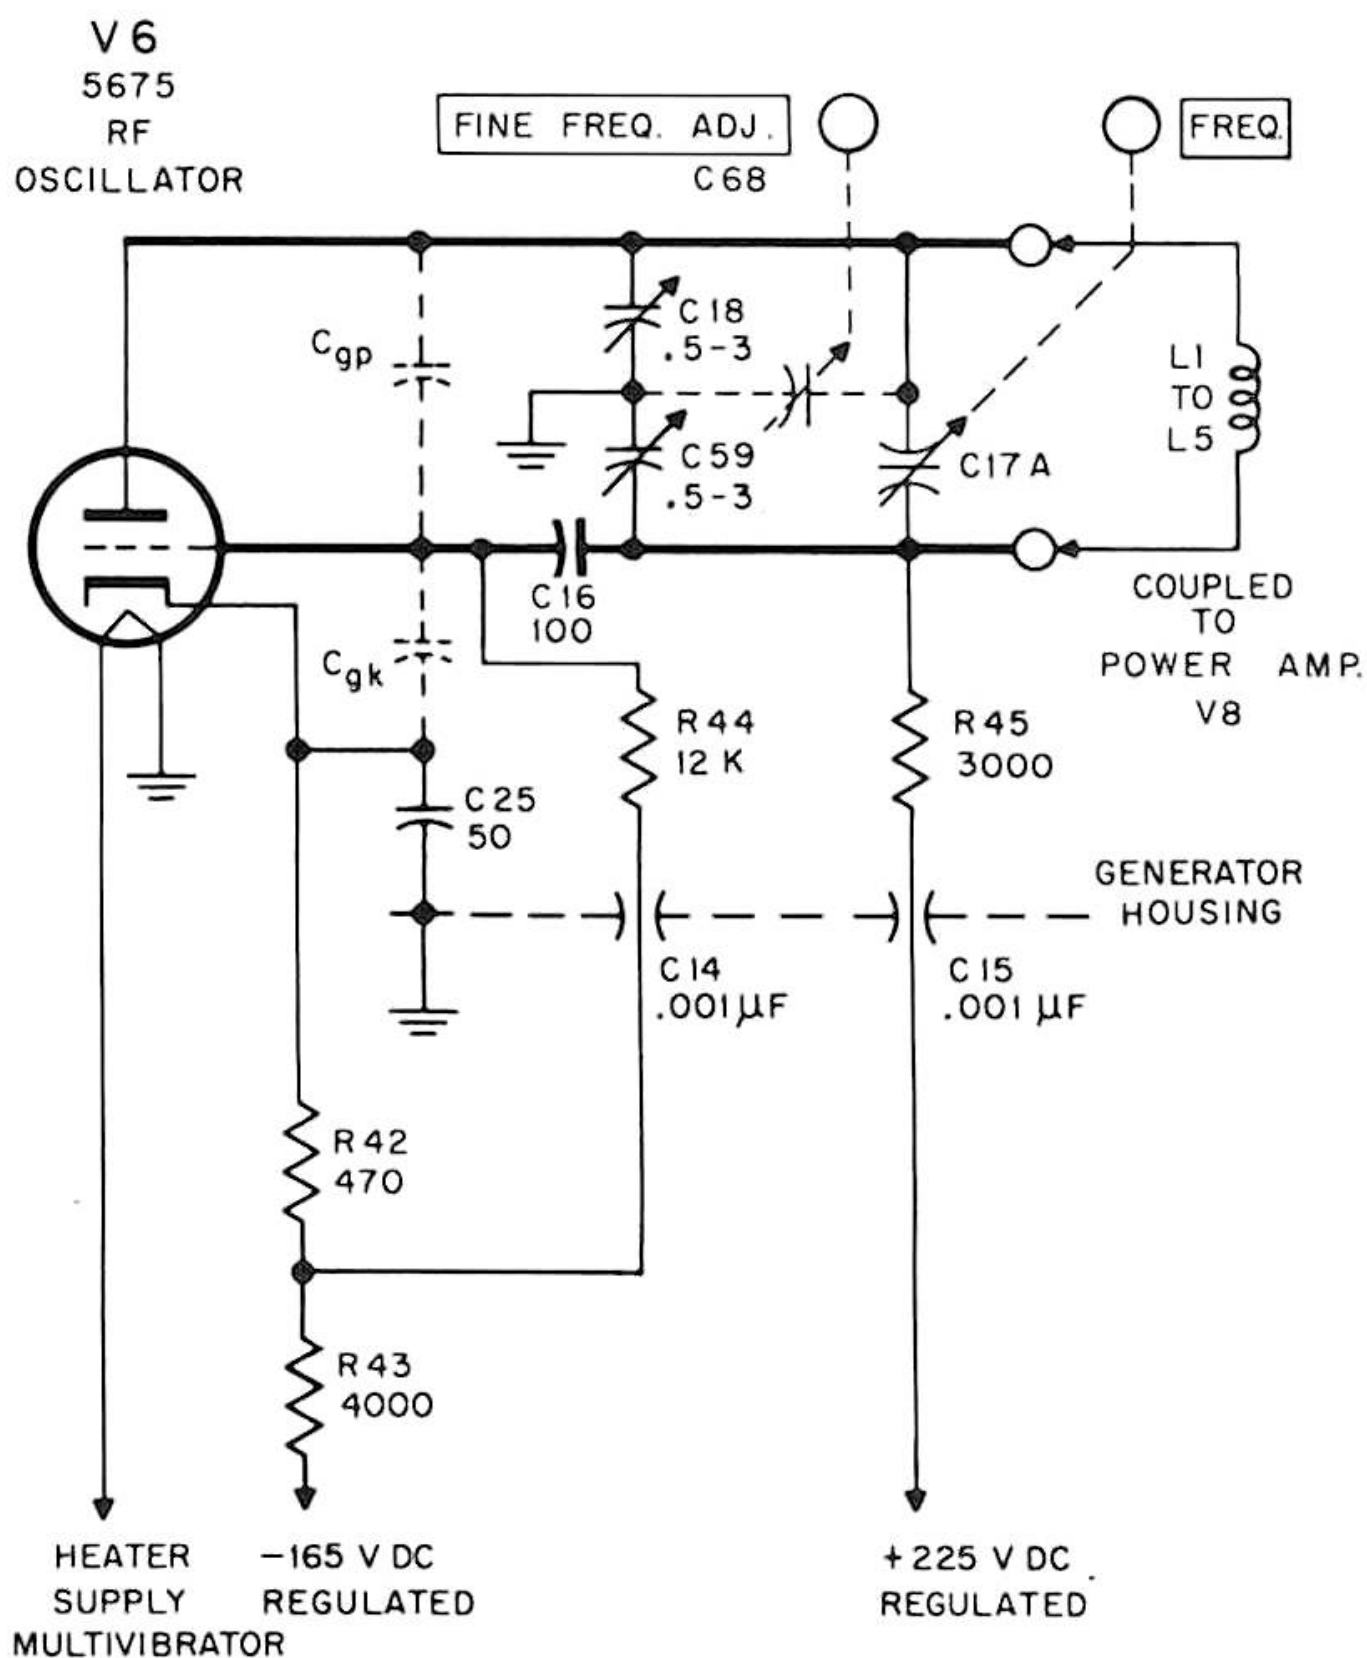 V6
5675
RF
OSCILLATOR
FINE FREQ. ADJ.
C68
FREQ.
Cgp
C18
.5-3
C59
.5-3
C17A
L1
TO
L5
C16
100
Cgk
COUPLED
TO
POWER AMP.
V8
R44
12K
R45
3000
C25
50
GENERATOR
HOUSING
C14
.001µF
C15
.001µF
R42
470
R43
4000
HEATER
SUPPLY
MULTIVIBRATOR
-165 V DC
REGULATED
+225 V DC
REGULATED